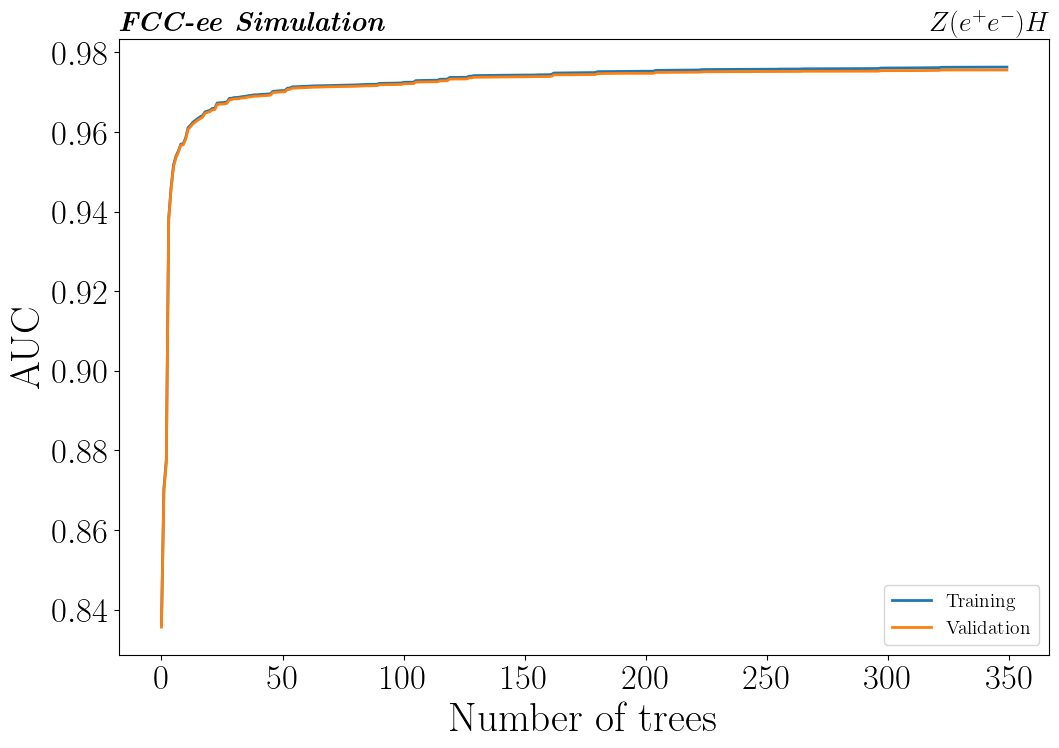 FCC-ee Simulation
Z(e⁺e⁻)H
0.98
0.96
0.94
0.92
0.90
0.88
0.86
0.84
AUC
0 50 100 150 200 250 300 350
Number of trees
Training
Validation